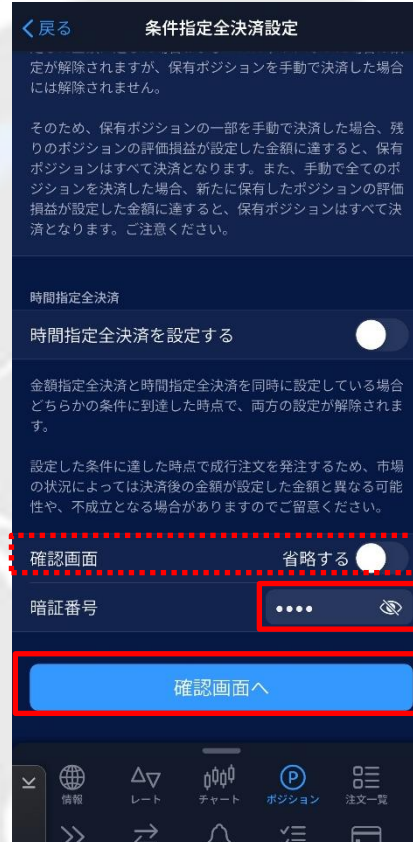 戻る 条件指定全決済設定
定が解除されますが、保有ポジションを手動で決済した場合
には解除されません。
そのため、保有ポジションの一部を手動で決済した場合、残
りのポジションの評価損益が設定した金額に達すると、保有
ポジションはすべて決済となります。また、手動で全てのポ
ジションを決済した場合、新たに保有したポジションの評価
損益が設定した金額に達すると、保有ポジションはすべて決
済となります。ご注意ください。
時間指定全決済
時間指定全決済を設定する
金額指定全決済と時間指定全決済を同時に設定している場合
どちらかの条件に到達した時点で、両方の設定が解除されま
す。
設定した条件に達した時点で成行注文を発注するため、市場
の状況によっては決済後の金額が設定した金額と異なる可能
性や、不成立となる場合がありますのでご留意ください。
確認画面 省略する
暗証番号 ••••
確認画面へ
情報 レート チャート ポジション 注文一覧